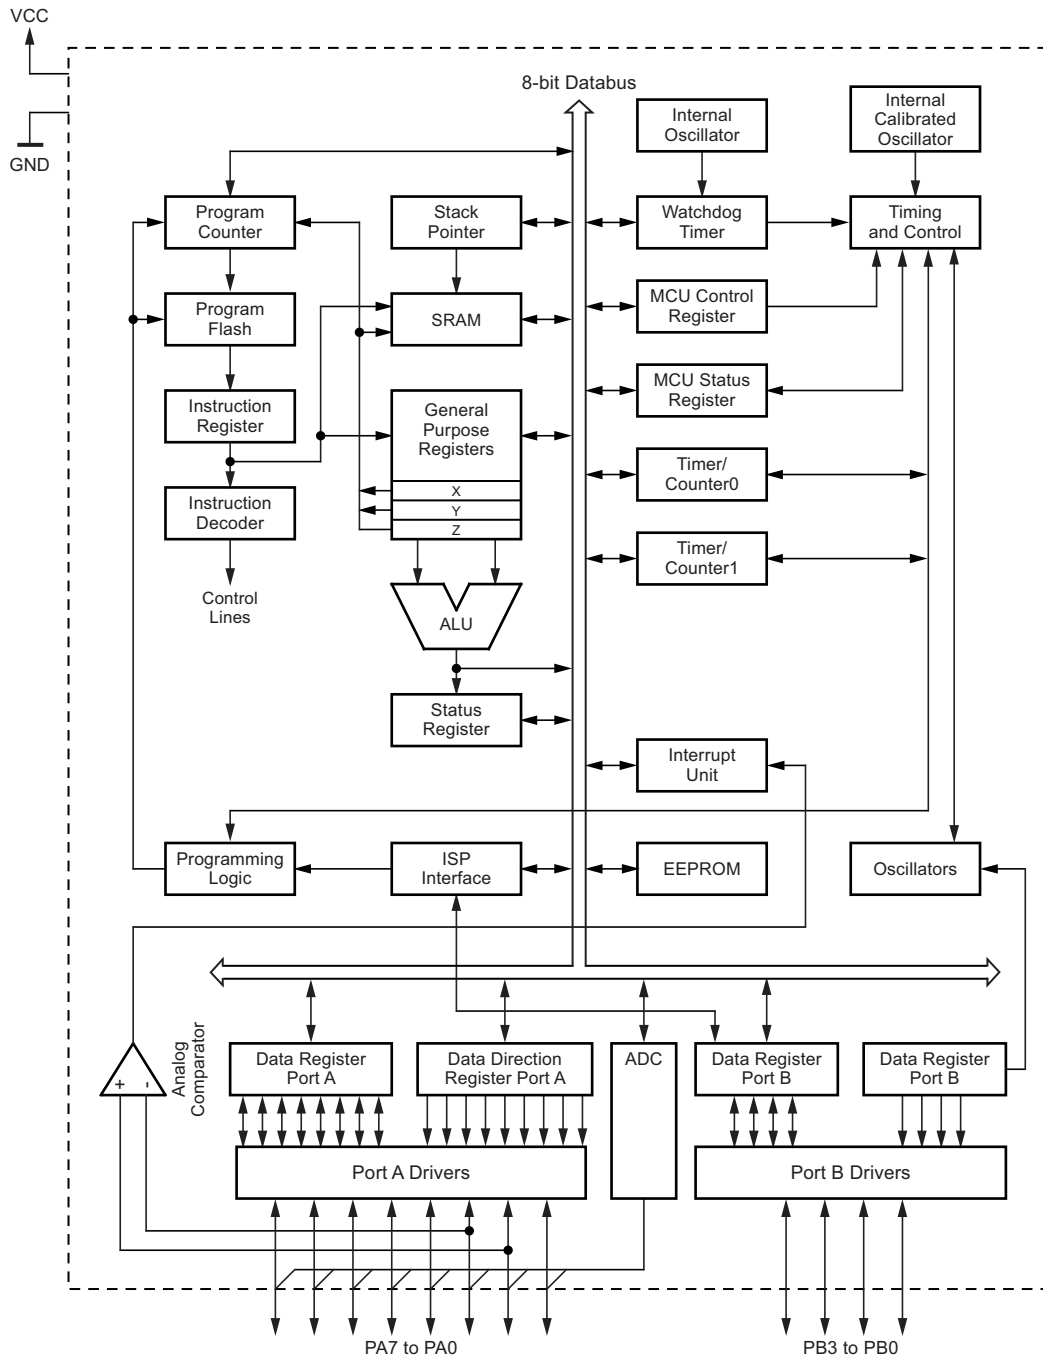 VCC
GND
8-bit Databus
Internal
Oscillator
Internal
Calibrated
Oscillator
Program
Counter
Stack
Pointer
Watchdog
Timer
Timing
and Control
Program
Flash
SRAM
MCU Control
Register
Instruction
Register
General
Purpose
Registers
X
Y
Z
MCU Status
Register
Instruction
Decoder
Timer/
Counter0
Control
Lines
Timer/
Counter1
ALU
Status
Register
Interrupt
Unit
Programming
Logic
ISP
Interface
EEPROM
Oscillators
Analog
Comparator
+
-
Data Register
Port A
Data Direction
Register Port A
ADC
Data Register
Port B
Data Register
Port B
Port A Drivers
Port B Drivers
PA7 to PA0
PB3 to PB0